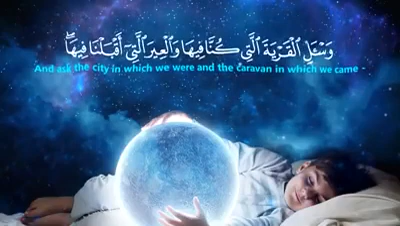 وَسْـَٔلِ ٱلْقَرْيَةَ ٱلَّتِى كُنَّا فِيهَا وَٱلْعِيرَ ٱلَّتِىٓ أَقْبَلْنَا فِيهَا ۖ
And ask the city in which we were and the caravan in which we came -